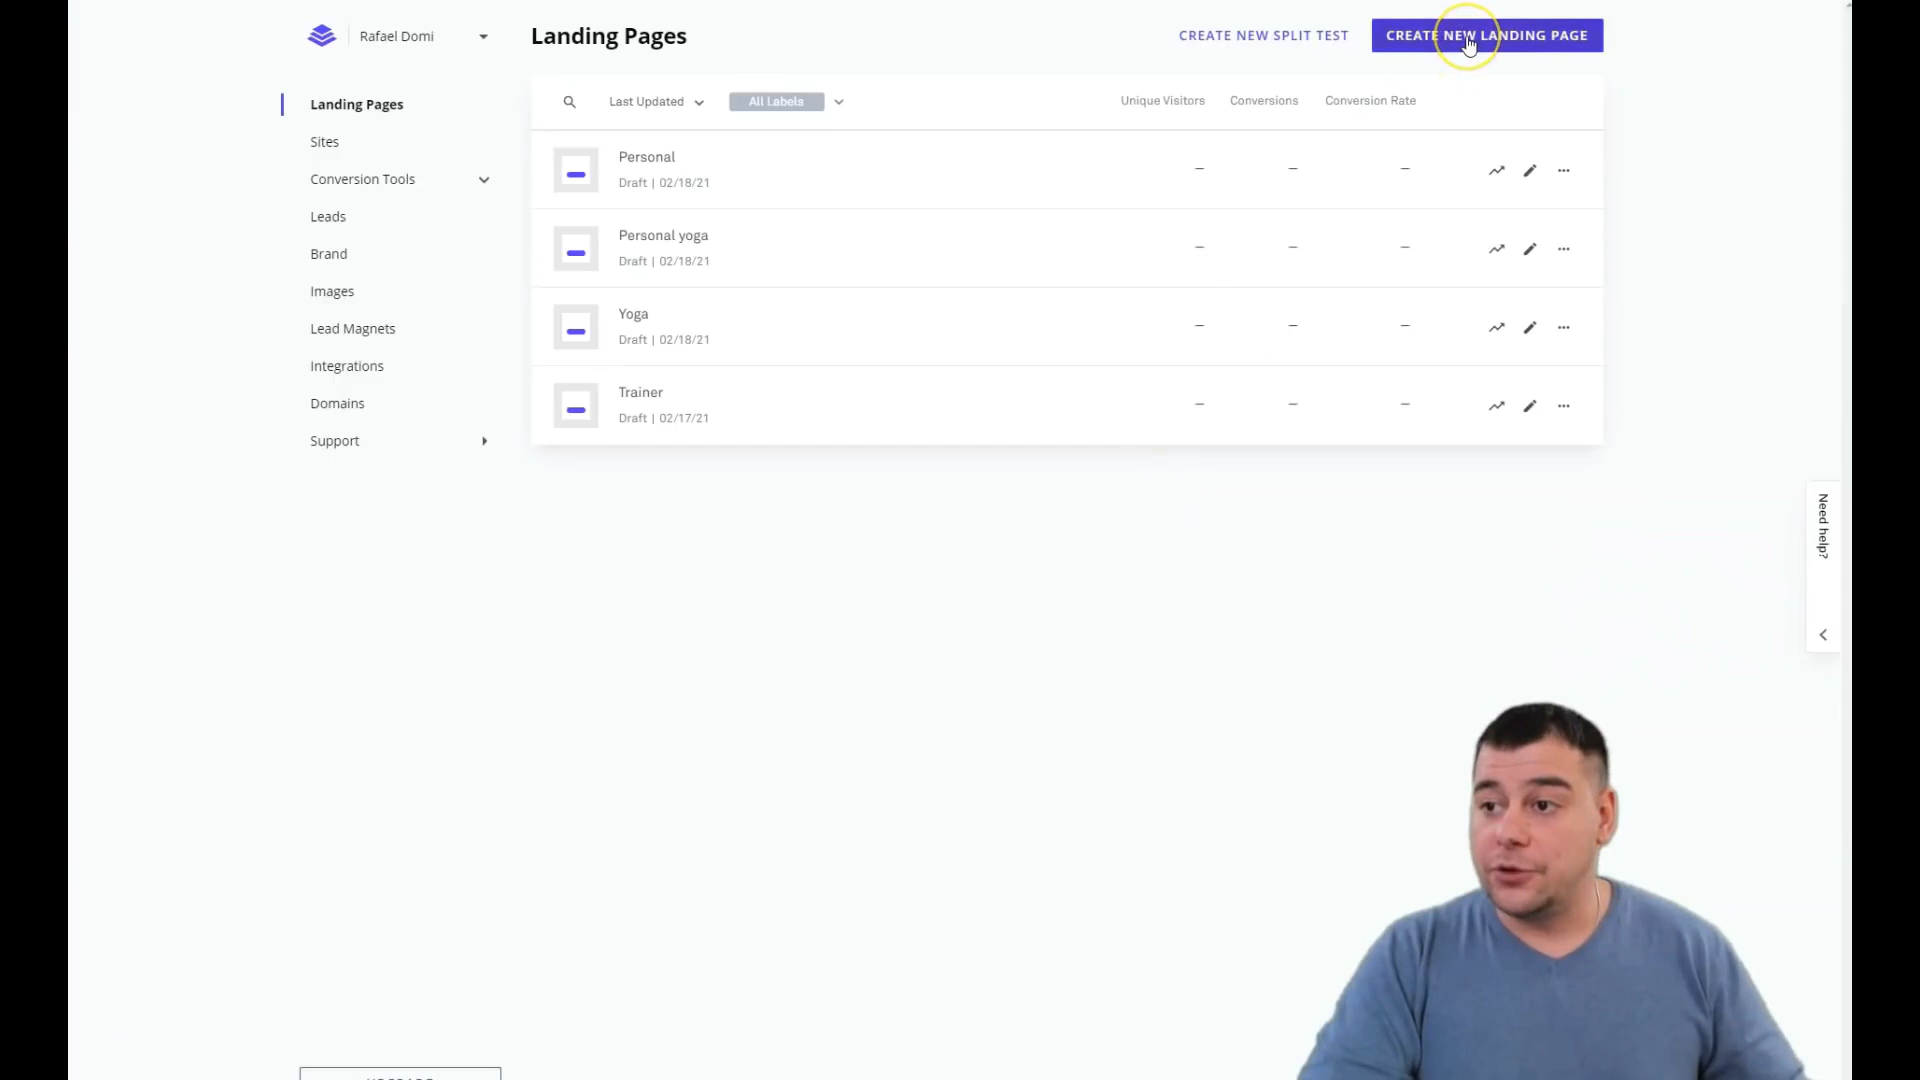 Rafael Domi
Landing Pages
CREATE NEW SPLIT TEST
CREATE NEW LANDING PAGE
Landing Pages
Sites
Conversion Tools
Leads
Brand
Images
Lead Magnets
Integrations
Domains
Support
Last Updated
All Labels
Unique Visitors
Conversions
Conversion Rate
Personal
Draft | 02/18/21
– – –
Personal yoga
Draft | 02/18/21
– – –
Yoga
Draft | 02/18/21
– – –
Trainer
Draft | 02/17/21
– – –
Need help?